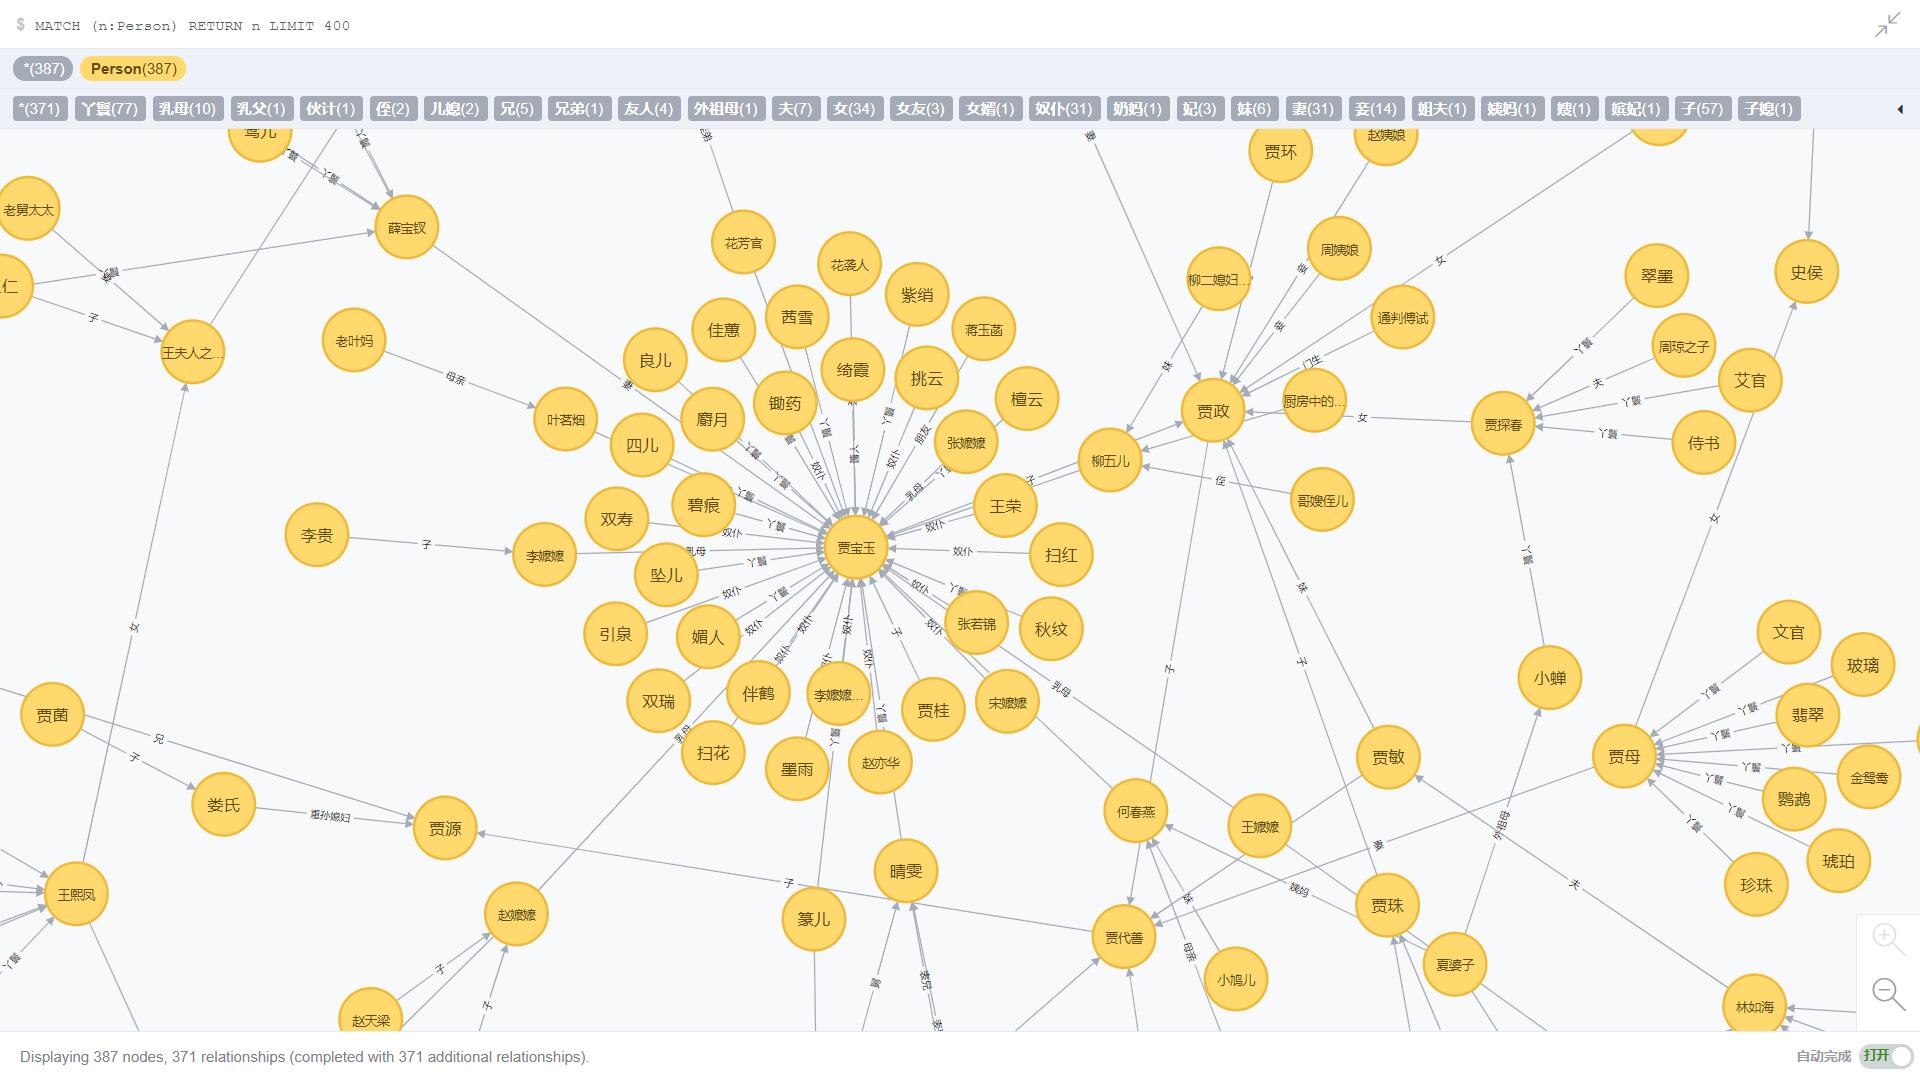 $ MATCH (n:Person) RETURN n LIMIT 400
*(387) Person(387)
*(371) 丫鬟(77) 乳母(10) 乳父(1) 伙计(1) 侄(2) 儿媳(2) 兄(5) 兄弟(1) 友人(4) 外祖母(1) 夫(7) 女(34) 女友(3) 女婿(1) 奴仆(31) 奶妈(1) 妃(3) 妹(6) 妻(31) 妾(14) 姐夫(1) 姨妈(1) 嫂(1) 嫔妃(1) 子(57) 子媳(1)
莺儿
赵姨娘
贾环
老舅太太
薛宝钗
花芳官
周姨娘
花袭人
史侯
翠墨
柳二媳妇...
仁
紫绡
茜雪
通判傅试
佳蕙
蒋玉菡
老叶妈
周琼之子
王夫人之...
良儿
绮霞
挑云
艾官
檀云
厨房中的...
锄药
贾政
叶茗烟
麝月
贾探春
四儿
张嬷嬷
侍书
柳五儿
哥嫂侄儿
碧痕
王荣
双寿
李贵
李嬷嬷
贾宝玉
扫红
坠儿
张若锦
秋纹
引泉
媚人
文官
玻璃
小蝉
双瑞
伴鹤
李嬷嬷...
宋嬷嬷
贾桂
贾菌
翡翠
扫花
贾敏
贾母
赵亦华
墨雨
金鸳鸯
鹦鹉
娄氏
何春燕
王嬷嬷
贾源
琥珀
晴雯
珍珠
王熙凤
贾珠
赵嬷嬷
篆儿
贾代善
夏婆子
小鸠儿
林如海
赵天梁
母亲
子
兄
重孙媳妇
女
妻
乳母
奴仆
丫鬟
朋友
门生
妾
妹
侄
夫
外祖母
姨妈
表兄
Displaying 387 nodes, 371 relationships (completed with 371 additional relationships).
自动完成 打开